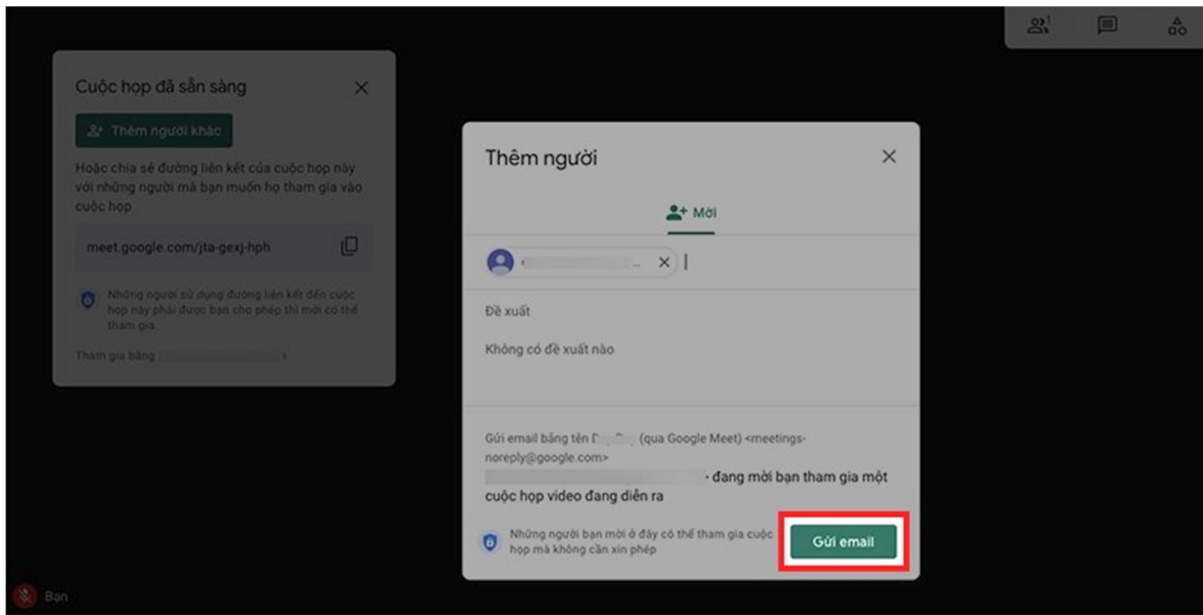 1
Cuộc họp đã sẵn sàng
Thêm người khác
Hoặc chia sẻ đường liên kết của cuộc họp này
với những người mà bạn muốn họ tham gia vào
cuộc họp
meet.google.com/jta-gexj-hph
Những người sử dụng đường liên kết đến cuộc
họp này phải được bạn cho phép thì mới có thể
tham gia.
Tham gia bằng
Thêm người
Mời
Đề xuất
Không có đề xuất nào
Gửi email bằng tên (qua Google Meet) <meetings-
noreply@google.com>
- đang mời bạn tham gia một
cuộc họp video đang diễn ra
Những người bạn mời ở đây có thể tham gia cuộc
họp mà không cần xin phép
Gửi email
Bạn